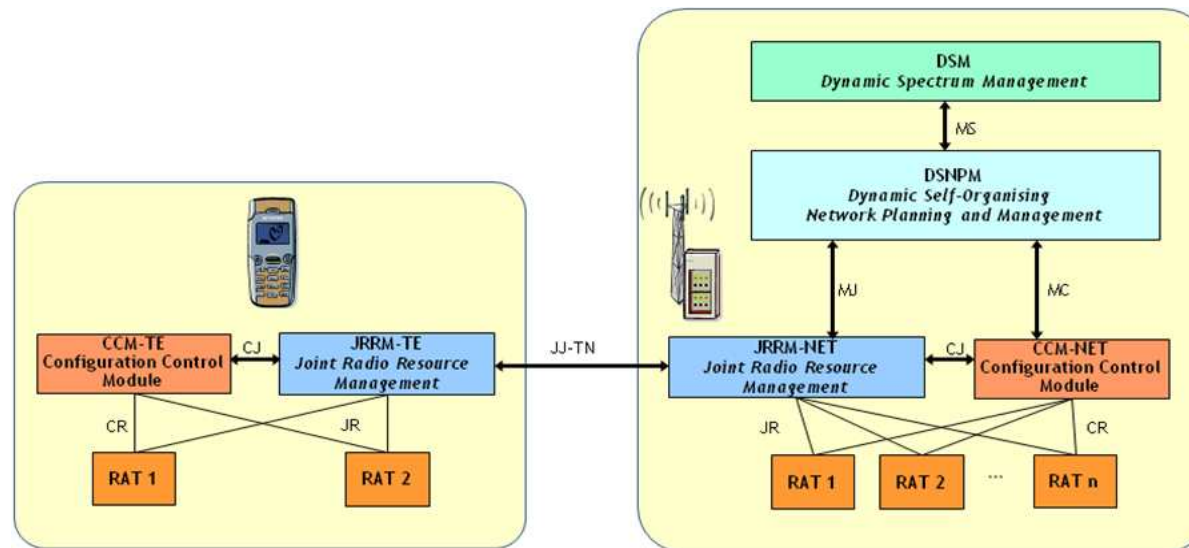 DSM
Dynamic Spectrum Management
MS
DSNPM
Dynamic Self-Organising
Network Planning and Management
MJ
MC
CCM-TE
Configuration Control
Module
CJ
JRRM-TE
Joint Radio Resource
Management
JJ-TN
JRRM-NET
Joint Radio Resource
Management
CJ
CCM-NET
Configuration Control
Module
CR
JR
JR
CR
RAT 1
RAT 2
RAT 1
RAT 2
...
RAT n